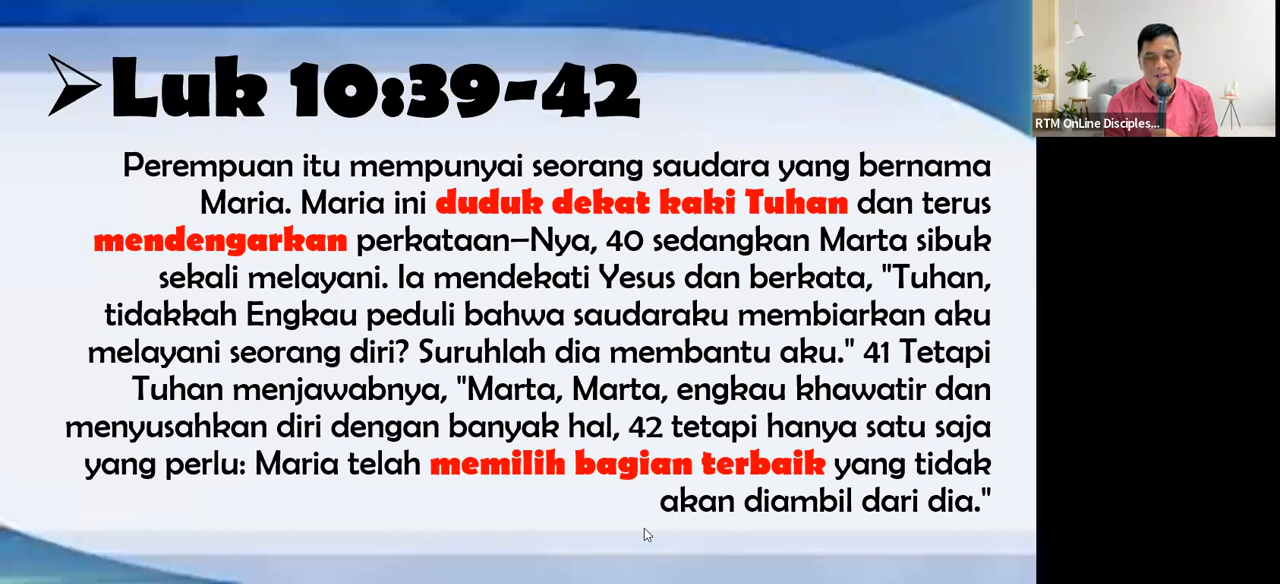 Luk 10:39-42
Perempuan itu mempunyai seorang saudara yang bernama
Maria. Maria ini duduk dekat kaki Tuhan dan terus
mendengarkan perkataan–Nya, 40 sedangkan Marta sibuk
sekali melayani. Ia mendekati Yesus dan berkata, "Tuhan,
tidakkah Engkau peduli bahwa saudaraku membiarkan aku
melayani seorang diri? Suruhlah dia membantu aku." 41 Tetapi
Tuhan menjawabnya, "Marta, Marta, engkau khawatir dan
menyusahkan diri dengan banyak hal, 42 tetapi hanya satu saja
yang perlu: Maria telah memilih bagian terbaik yang tidak
akan diambil dari dia."
RTM OnLine Disciples...